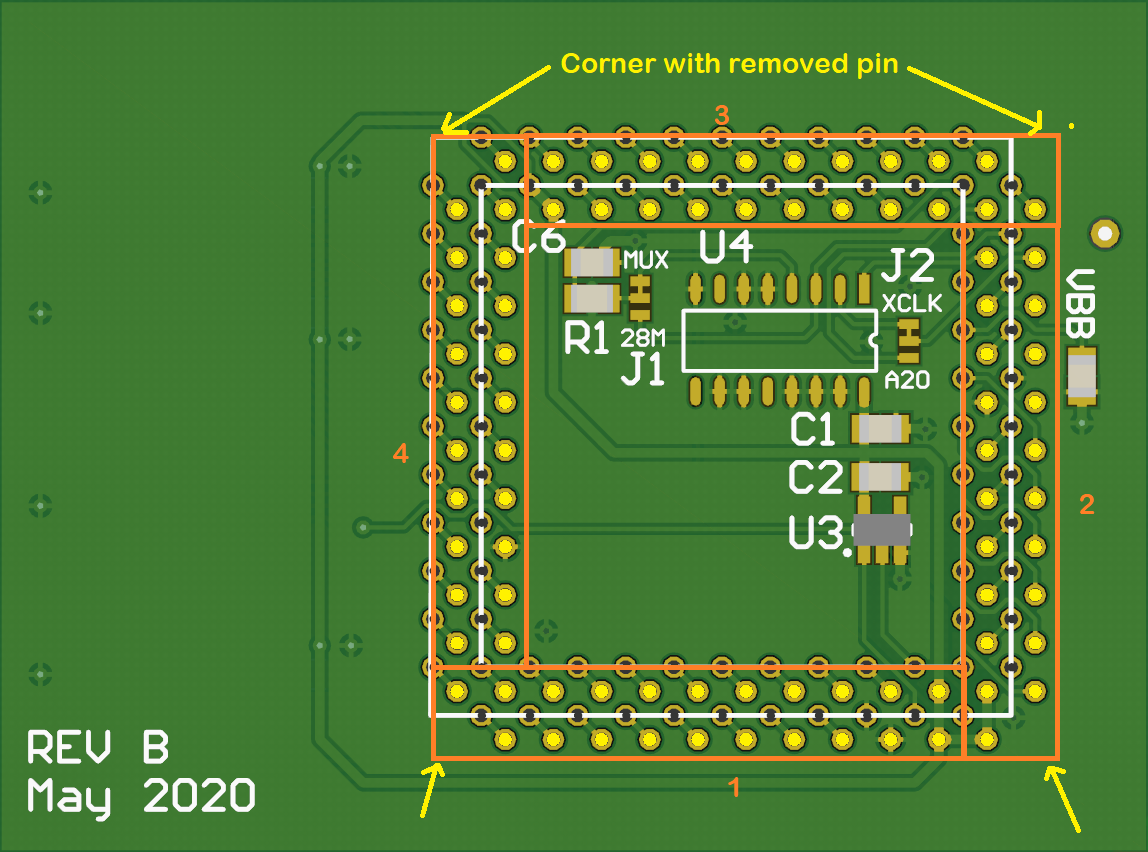 Corner with removed pin
3
C6
U4
MUX
J2
XCLK
VBB
R1
28M
J1
A20
C1
4
C2
2
U3
REV B
May 2020
1